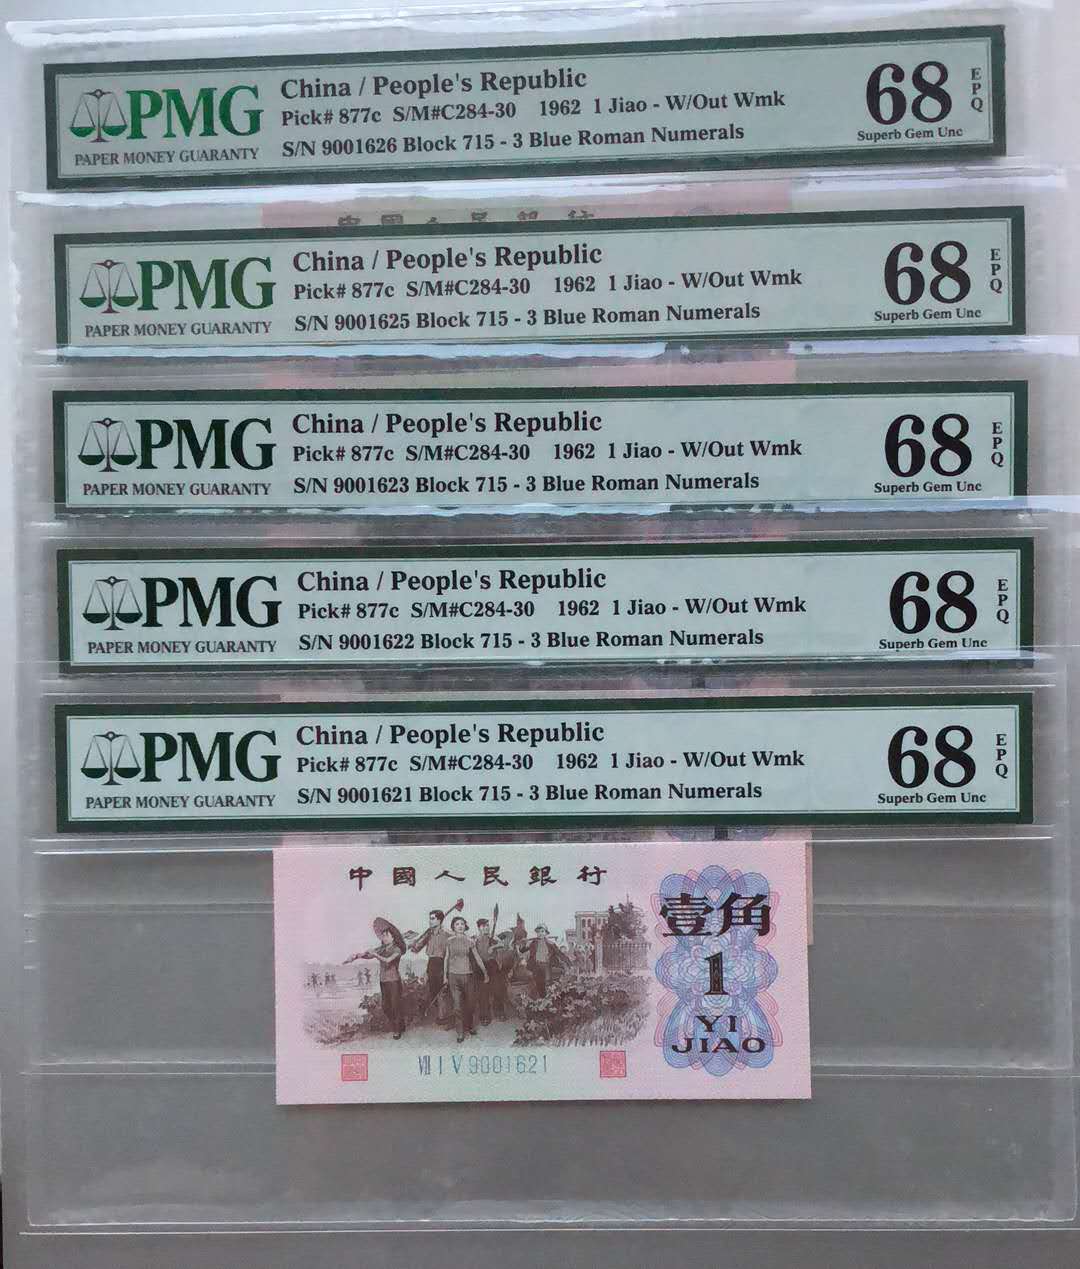 PMG
PAPER MONEY GUARANTY
China / People's Republic
Pick# 877c S/M#C284-30 1962 1 Jiao - W/Out Wmk
S/N 9001626 Block 715 - 3 Blue Roman Numerals
68
EPQ
Superb Gem Unc
中國人民銀行
PMG
PAPER MONEY GUARANTY
China / People's Republic
Pick# 877c S/M#C284-30 1962 1 Jiao - W/Out Wmk
S/N 9001625 Block 715 - 3 Blue Roman Numerals
68
EPQ
Superb Gem Unc
PMG
PAPER MONEY GUARANTY
China / People's Republic
Pick# 877c S/M#C284-30 1962 1 Jiao - W/Out Wmk
S/N 9001623 Block 715 - 3 Blue Roman Numerals
68
EPQ
Superb Gem Unc
PMG
PAPER MONEY GUARANTY
China / People's Republic
Pick# 877c S/M#C284-30 1962 1 Jiao - W/Out Wmk
S/N 9001622 Block 715 - 3 Blue Roman Numerals
68
EPQ
Superb Gem Unc
PMG
PAPER MONEY GUARANTY
China / People's Republic
Pick# 877c S/M#C284-30 1962 1 Jiao - W/Out Wmk
S/N 9001621 Block 715 - 3 Blue Roman Numerals
68
EPQ
Superb Gem Unc
中國人民銀行
壹角
1
YI
JIAO
VII I V 9001621